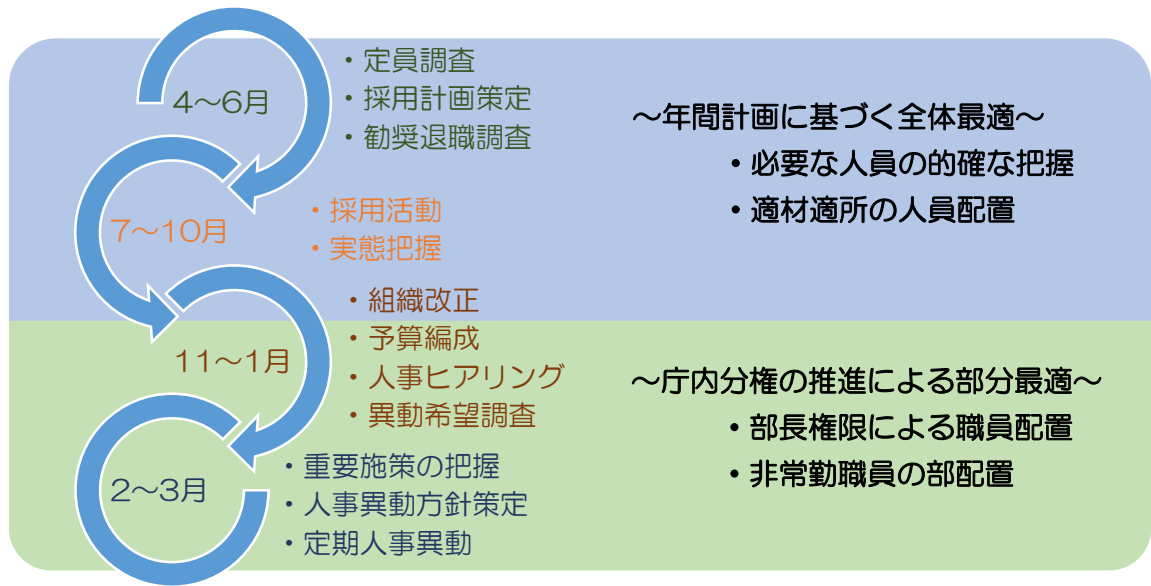 4～6月
・定員調査
・採用計画策定
・勧奨退職調査
～年間計画に基づく全体最適～
・必要な人員の的確な把握
・適材適所の人員配置
7～10月
・採用活動
・実態把握
11～1月
・組織改正
・予算編成
・人事ヒアリング
・異動希望調査
～庁内分権の推進による部分最適～
・部長権限による職員配置
・非常勤職員の部配置
2～3月
・重要施策の把握
・人事異動方針策定
・定期人事異動